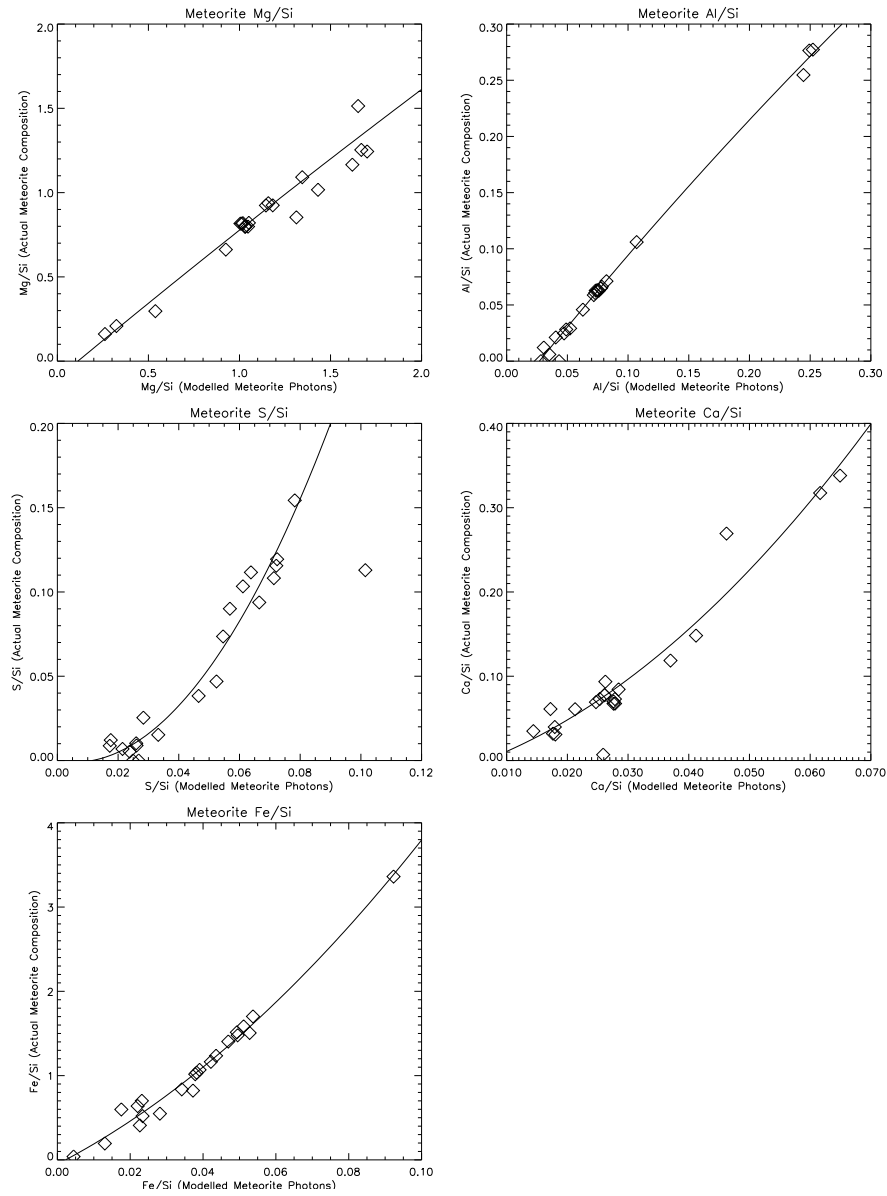 Meteorite Mg/Si
2.0
1.5
1.0
0.5
0.0
Mg/Si (Actual Meteorite Composition)
0.0 0.5 1.0 1.5 2.0
Mg/Si (Modelled Meteorite Photons)
Meteorite Al/Si
0.30
0.25
0.20
0.15
0.10
0.05
0.00
Al/Si (Actual Meteorite Composition)
0.00 0.05 0.10 0.15 0.20 0.25 0.30
Al/Si (Modelled Meteorite Photons)
Meteorite S/Si
0.20
0.15
0.10
0.05
0.00
S/Si (Actual Meteorite Composition)
0.00 0.02 0.04 0.06 0.08 0.10 0.12
S/Si (Modelled Meteorite Photons)
Meteorite Ca/Si
0.40
0.30
0.20
0.10
0.00
Ca/Si (Actual Meteorite Composition)
0.010 0.020 0.030 0.040 0.050 0.060 0.070
Ca/Si (Modelled Meteorite Photons)
Meteorite Fe/Si
4
3
2
1
0
Fe/Si (Actual Meteorite Composition)
0.00 0.02 0.04 0.06 0.08 0.10
Fe/Si (Modelled Meteorite Photons)